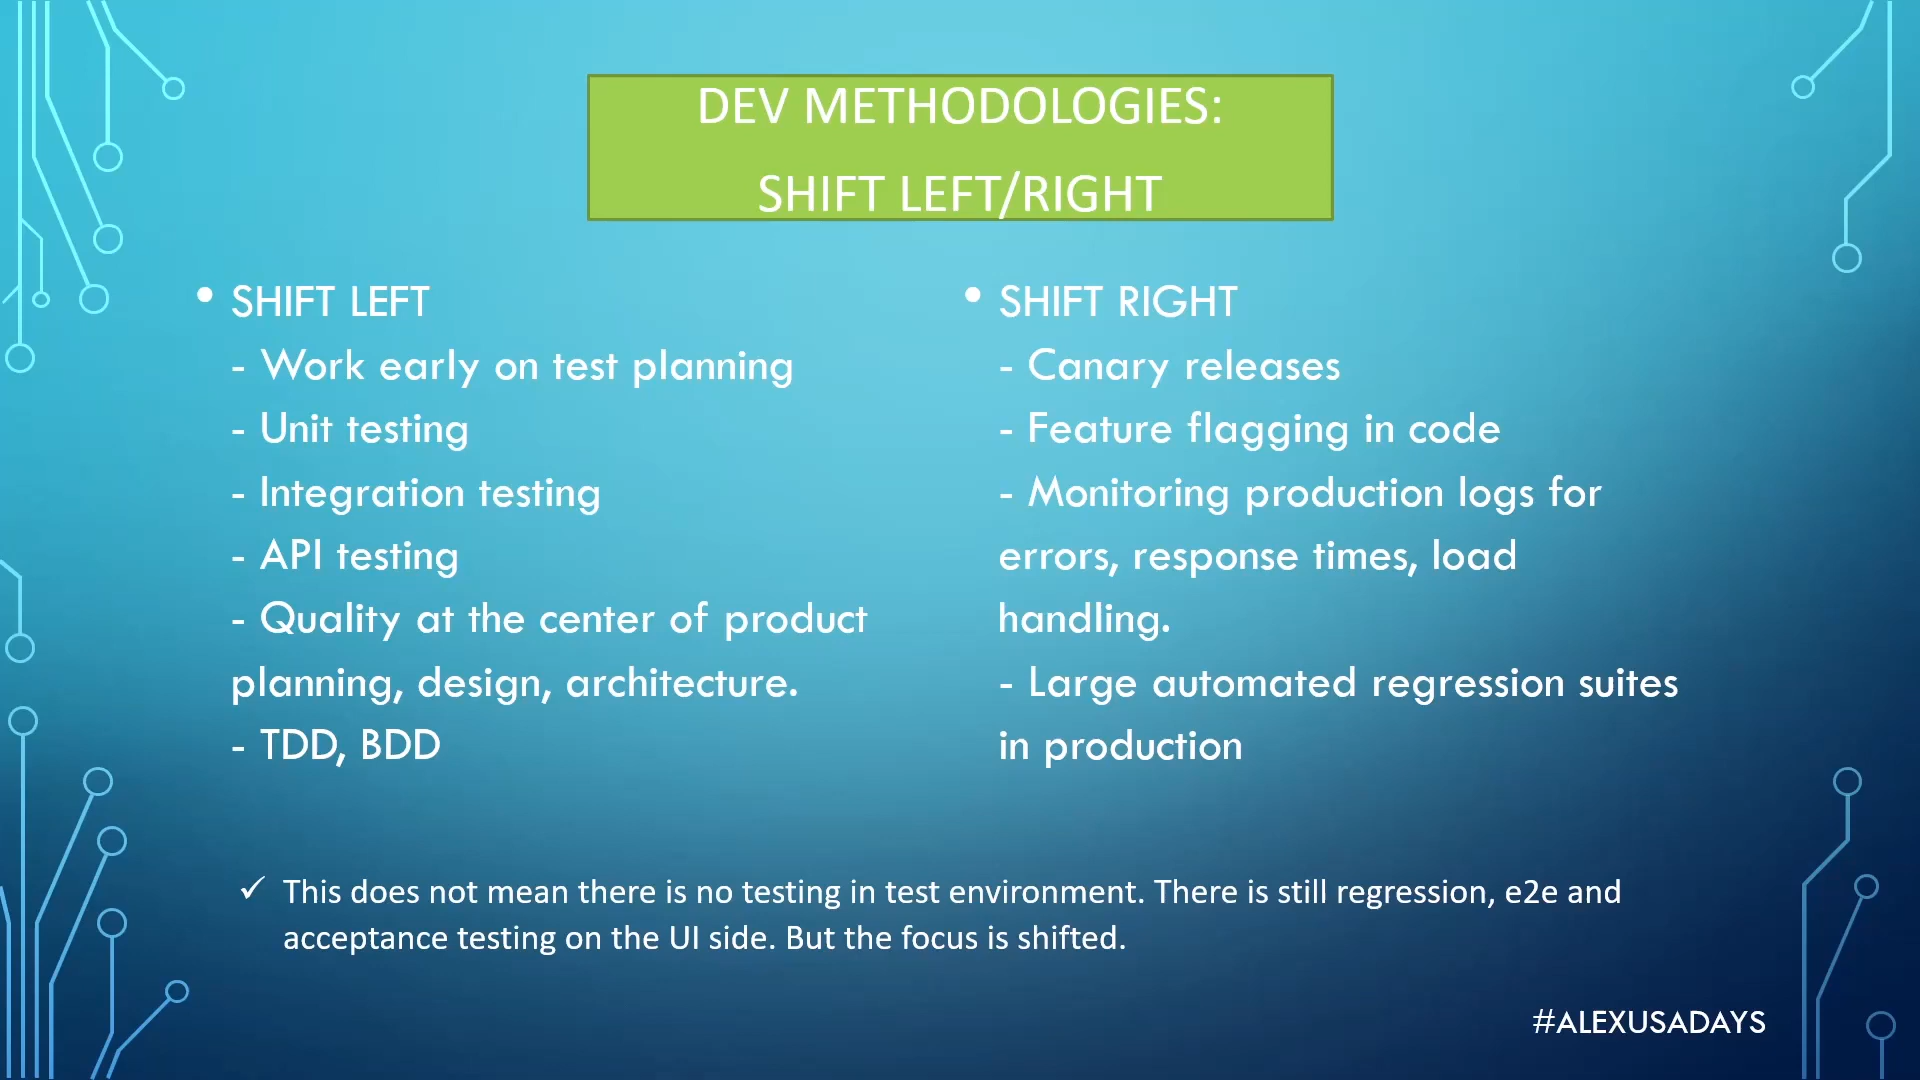 DEV METHODOLOGIES:
SHIFT LEFT/RIGHT
• SHIFT LEFT
- Work early on test planning
- Unit testing
- Integration testing
- API testing
- Quality at the center of product
planning, design, architecture.
- TDD, BDD
• SHIFT RIGHT
- Canary releases
- Feature flagging in code
- Monitoring production logs for
errors, response times, load
handling.
- Large automated regression suites
in production
✓ This does not mean there is no testing in test environment. There is still regression, e2e and
acceptance testing on the UI side. But the focus is shifted.
#ALEXUSADAYS